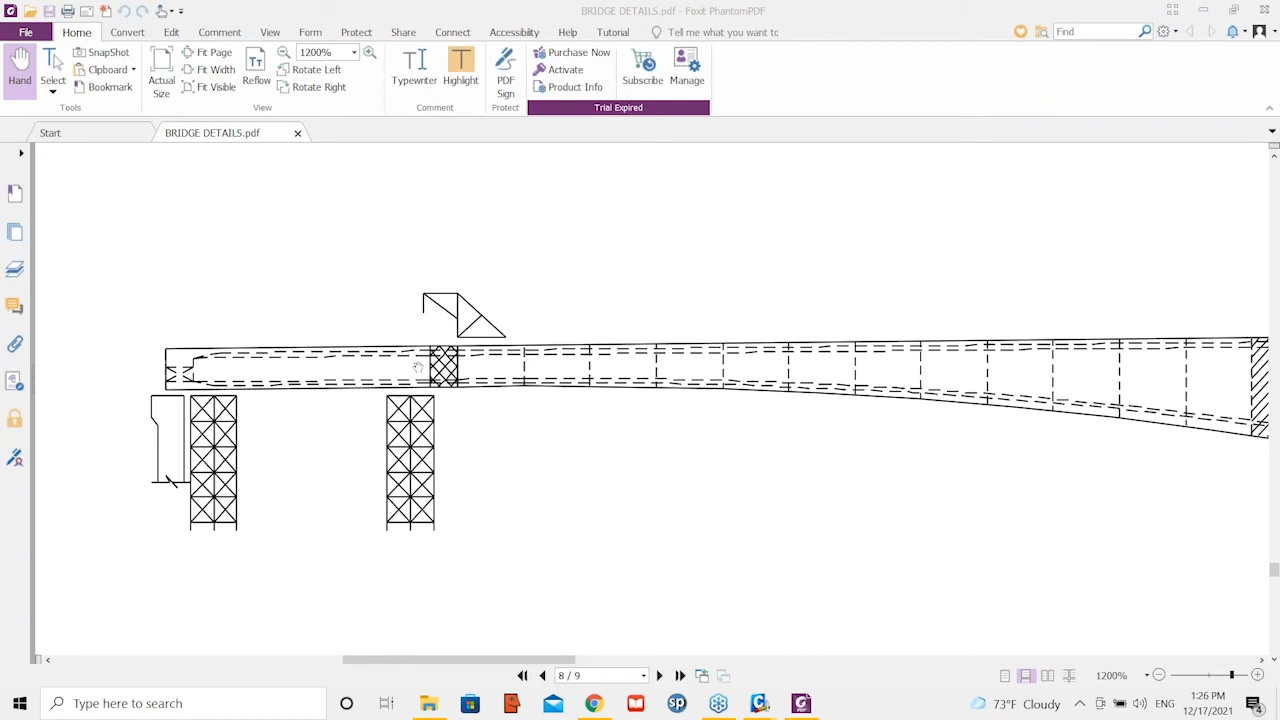 BRIDGE DETAILS.pdf - Foxit PhantomPDF
File Home Convert Edit Comment View Form Protect Share Connect Accessibility Help Tutorial Tell me what you want to Find
Hand
Select
SnapShot
Clipboard
Bookmark
Tools
Actual Size
Fit Page
Fit Width
Fit Visible
Reflow
1200%
Rotate Left
Rotate Right
View
Typewriter
Highlight
Comment
PDF Sign
Protect
Purchase Now
Activate
Product Info
Subscribe
Manage
Trial Expired
Start
BRIDGE DETAILS.pdf
8 / 9
1200%
Type here to search
sp
73°F Cloudy
ENG
1:26 PM
12/17/2021
4